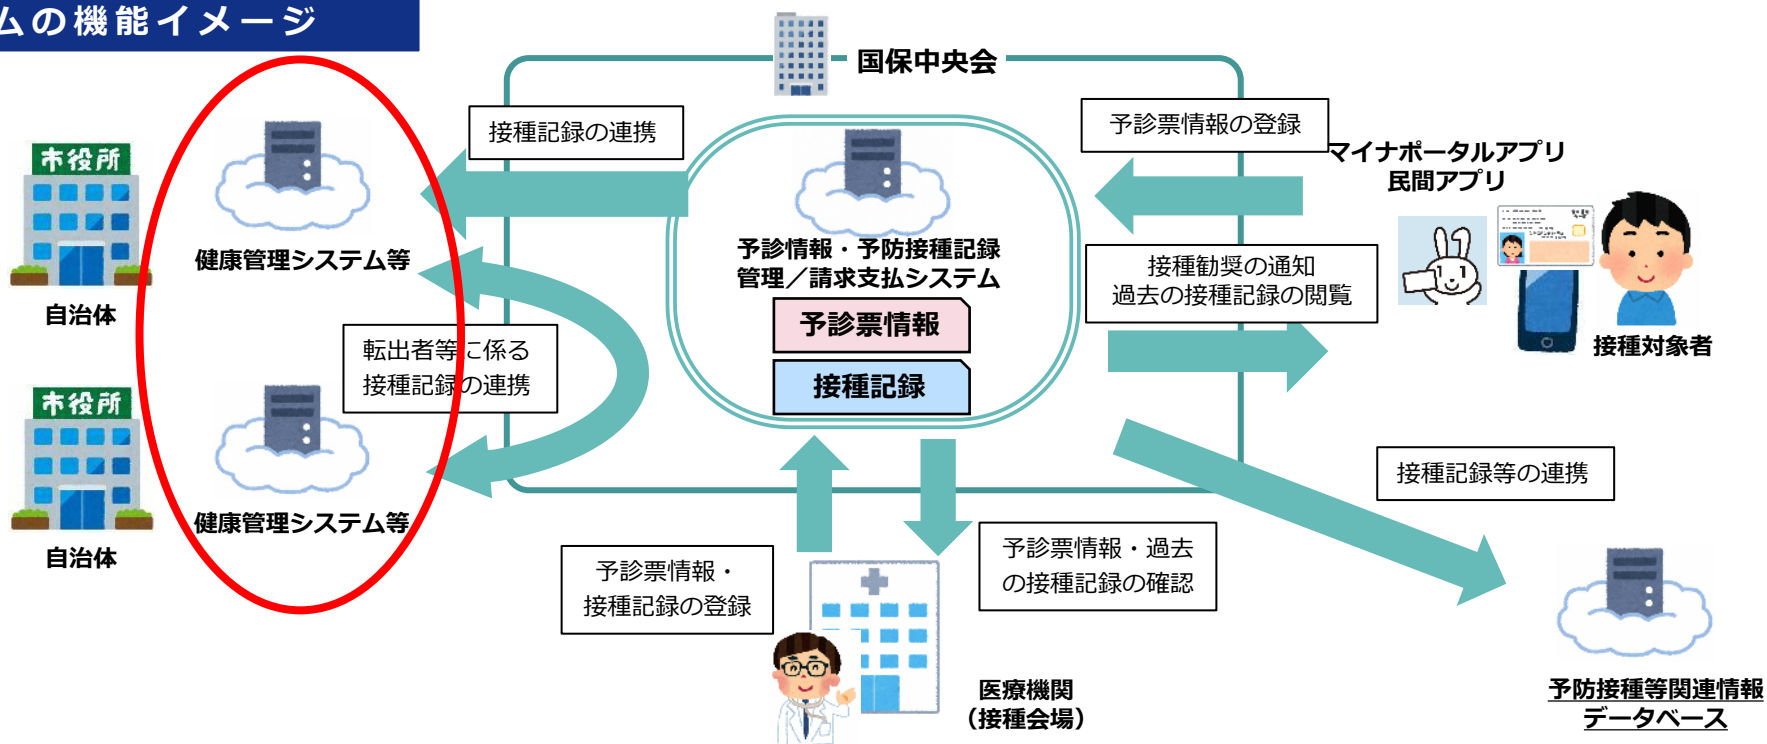 ムの機能イメージ
国保中央会
接種記録の連携
予診票情報の登録
マイナポータルアプリ
民間アプリ
市役所
健康管理システム等
自治体
予診情報・予防接種記録
管理／請求支払システム
予診票情報
接種記録
接種勧奨の通知
過去の接種記録の閲覧
接種対象者
転出者等に係る
接種記録の連携
市役所
健康管理システム等
自治体
接種記録等の連携
予診票情報・
接種記録の登録
予診票情報・過去
の接種記録の確認
医療機関
（接種会場）
予防接種等関連情報
データベース